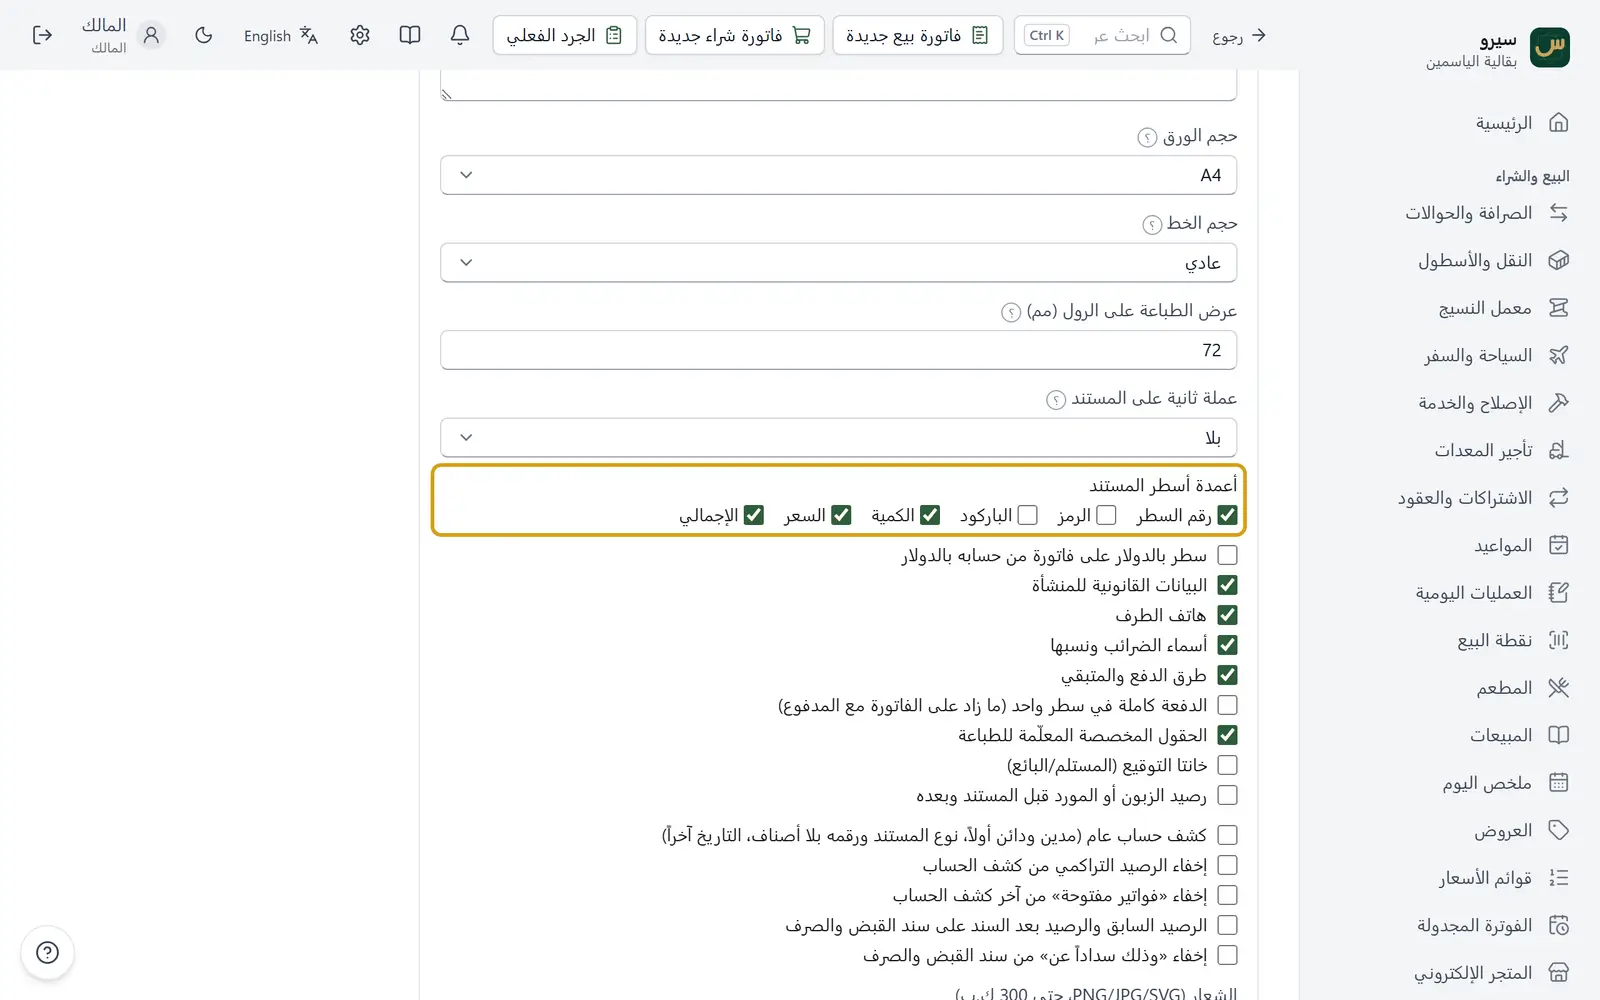 سيرو
بقالية الياسمين
رجوع
ابحث عر
Ctrl K
فاتورة بيع جديدة
فاتورة شراء جديدة
الجرد الفعلي
English
المالك
المالك
الرئيسية
البيع والشراء
الصرافة والحوالات
النقل والأسطول
معمل النسيج
السياحة والسفر
الإصلاح والخدمة
تأجير المعدات
الاشتراكات والعقود
المواعيد
العمليات اليومية
نقطة البيع
المطعم
المبيعات
ملخص اليوم
العروض
قوائم الأسعار
الفوترة المجدولة
المتجر الإلكتروني
حجم الورق ؟
A4
حجم الخط ؟
عادي
عرض الطباعة على الرول (مم) ؟
72
عملة ثانية على المستند ؟
بلا
أعمدة أسطر المستند
رقم السطر الرمز الباركود الكمية السعر الإجمالي
سطر بالدولار على فاتورة من حسابه بالدولار
البيانات القانونية للمنشأة
هاتف الطرف
أسماء الضرائب ونسبها
طرق الدفع والمتبقي
الدفعة كاملة في سطر واحد (ما زاد على الفاتورة مع المدفوع)
الحقول المخصصة المعلّمة للطباعة
خانتا التوقيع (المستلم/البائع)
رصيد الزبون أو المورد قبل المستند وبعده
كشف حساب عام (مدين ودائن أولاً، نوع المستند ورقمه بلا أصناف، التاريخ آخراً)
إخفاء الرصيد التراكمي من كشف الحساب
إخفاء «فواتير مفتوحة» من آخر كشف الحساب
الرصيد السابق والرصيد بعد السند على سند القبض والصرف
إخفاء «وذلك سداداً عن» من سند القبض والصرف
الشعار (PNG/JPG/SVG، حتى 300 ك.ب)